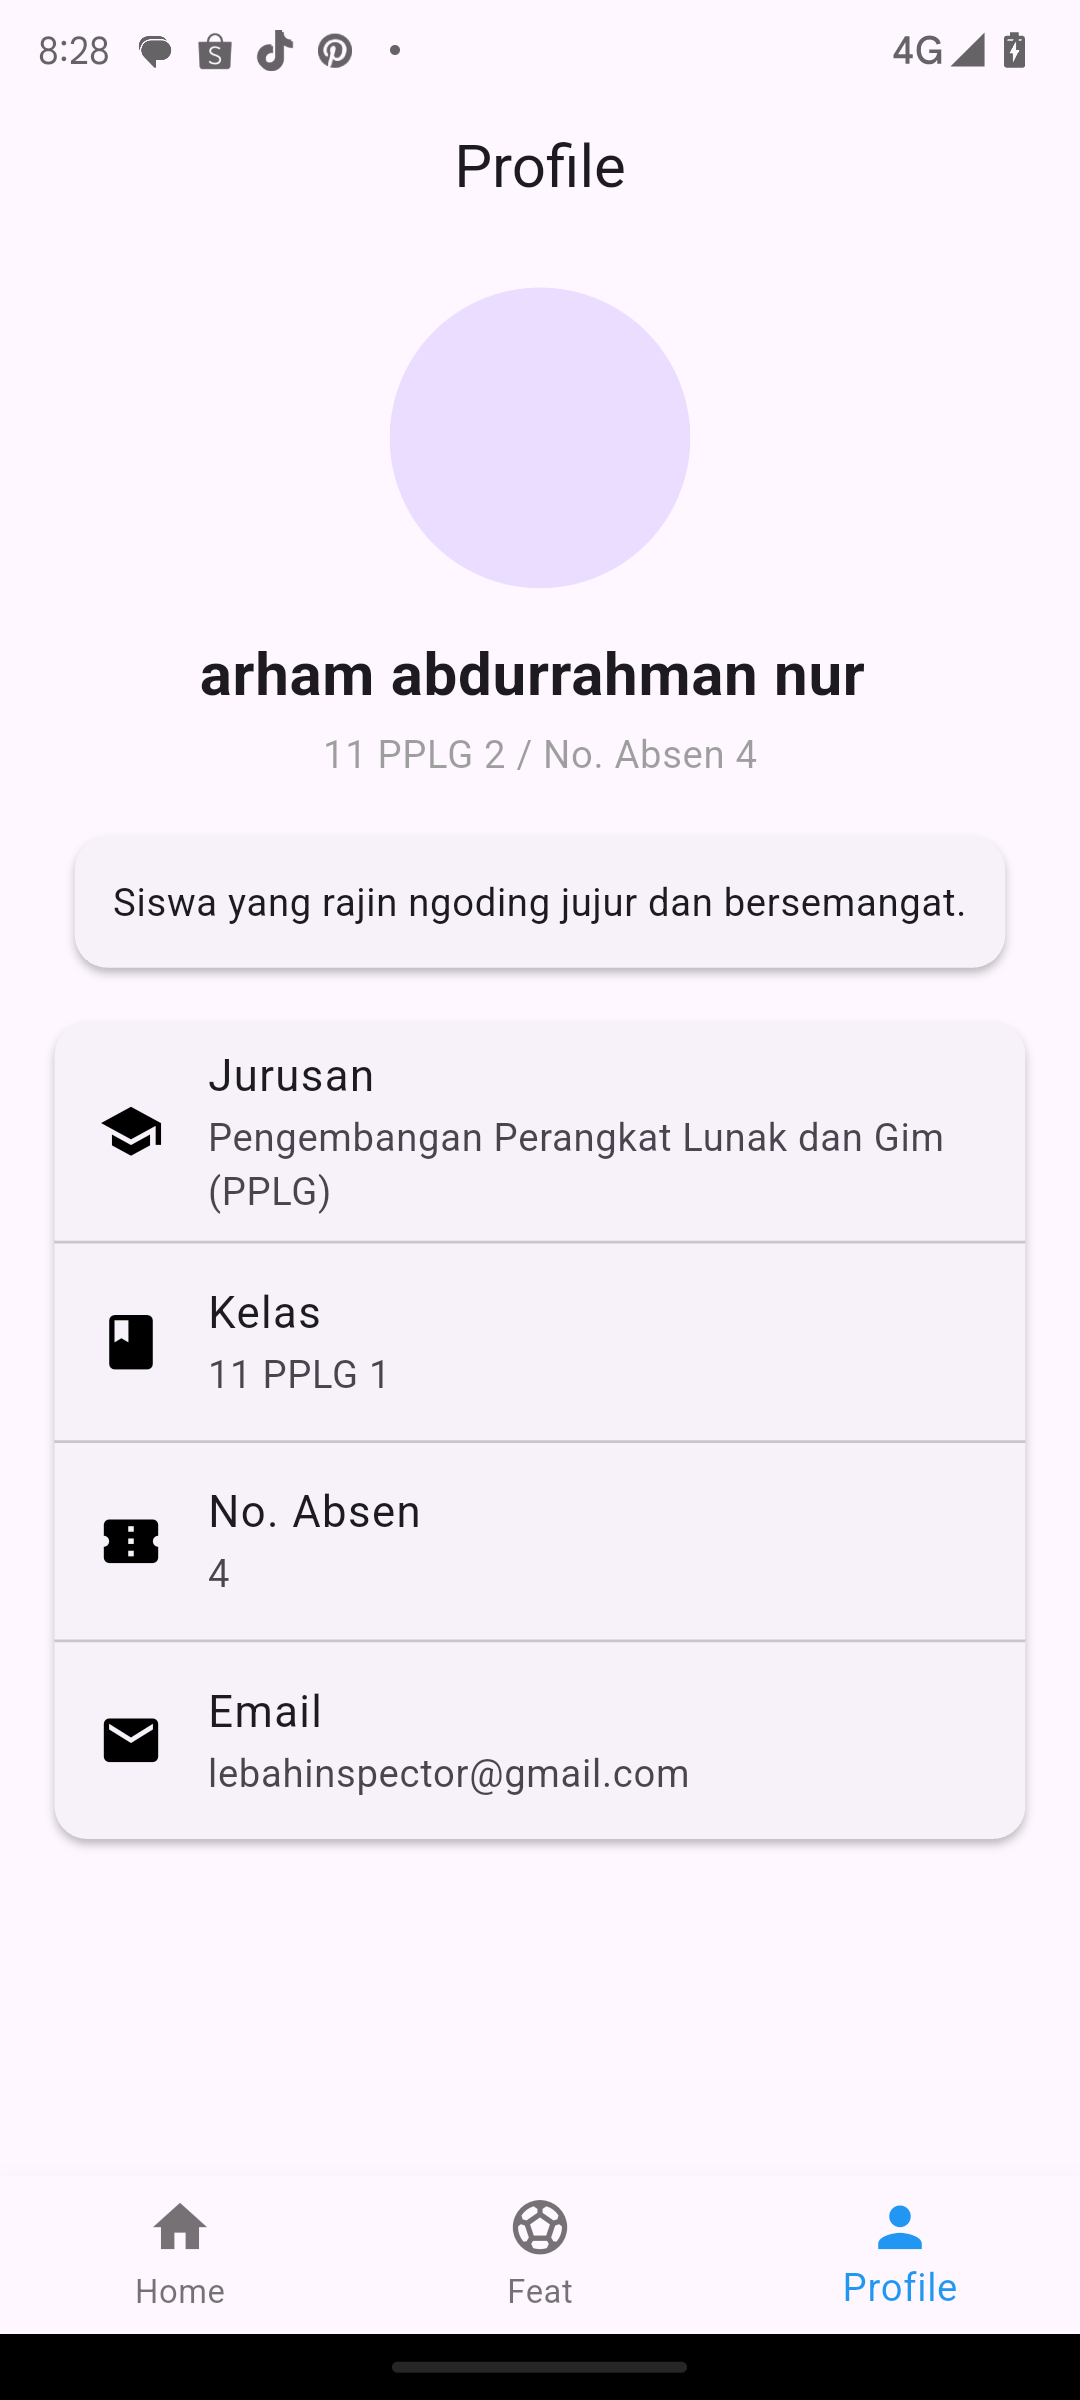 8:28
4G
Profile
arham abdurrahman nur
11 PPLG 2 / No. Absen 4
Siswa yang rajin ngoding jujur dan bersemangat.
Jurusan
Pengembangan Perangkat Lunak dan Gim
(PPLG)
Kelas
11 PPLG 1
No. Absen
4
Email
lebahinspector@gmail.com
Home
Feat
Profile